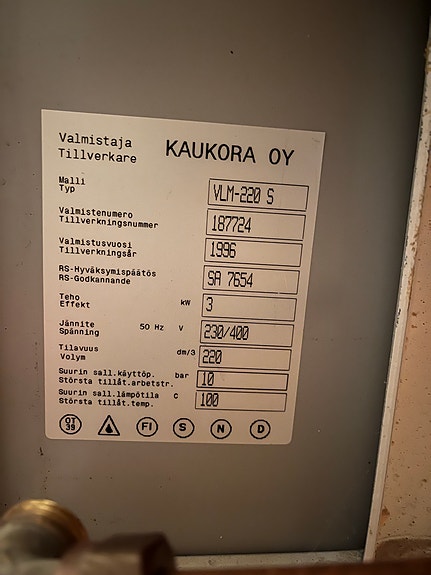 Valmistaja
Tillverkare
KAUKORA OY
Malli
Typ
VLM-220 S
Valmistenumero
Tillverkningsnummer
187724
Valmistusvuosi
Tillverkningsår
1996
RS-Hyväksymispäätös
RS-Godkannande
SA 7654
Teho
Effekt
kW 3
Jännite
Spänning
50 Hz V 230/400
Tilavuus
Volym
dm/3 220
Suurin sall.käyttöp.
Största tillåt.arbetstr.
bar 10
Suurin sall.lämpötila
Största tillåt.temp.
C 100
OT 39 FI S N D